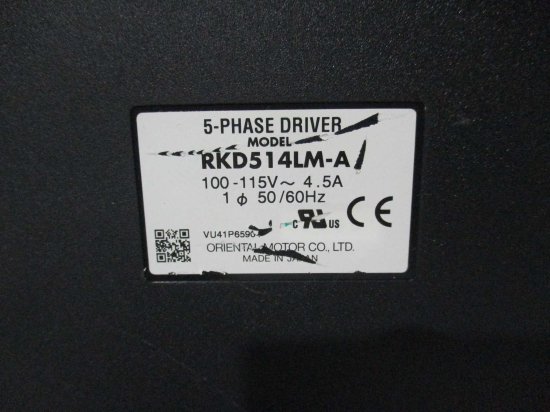 5-PHASE DRIVER
MODEL
RKD514LM-A
100-115V～ 4.5A
1 ϕ 50/60Hz
c RU US CE
ORIENTAL MOTOR CO., LTD.
MADE IN JAPAN